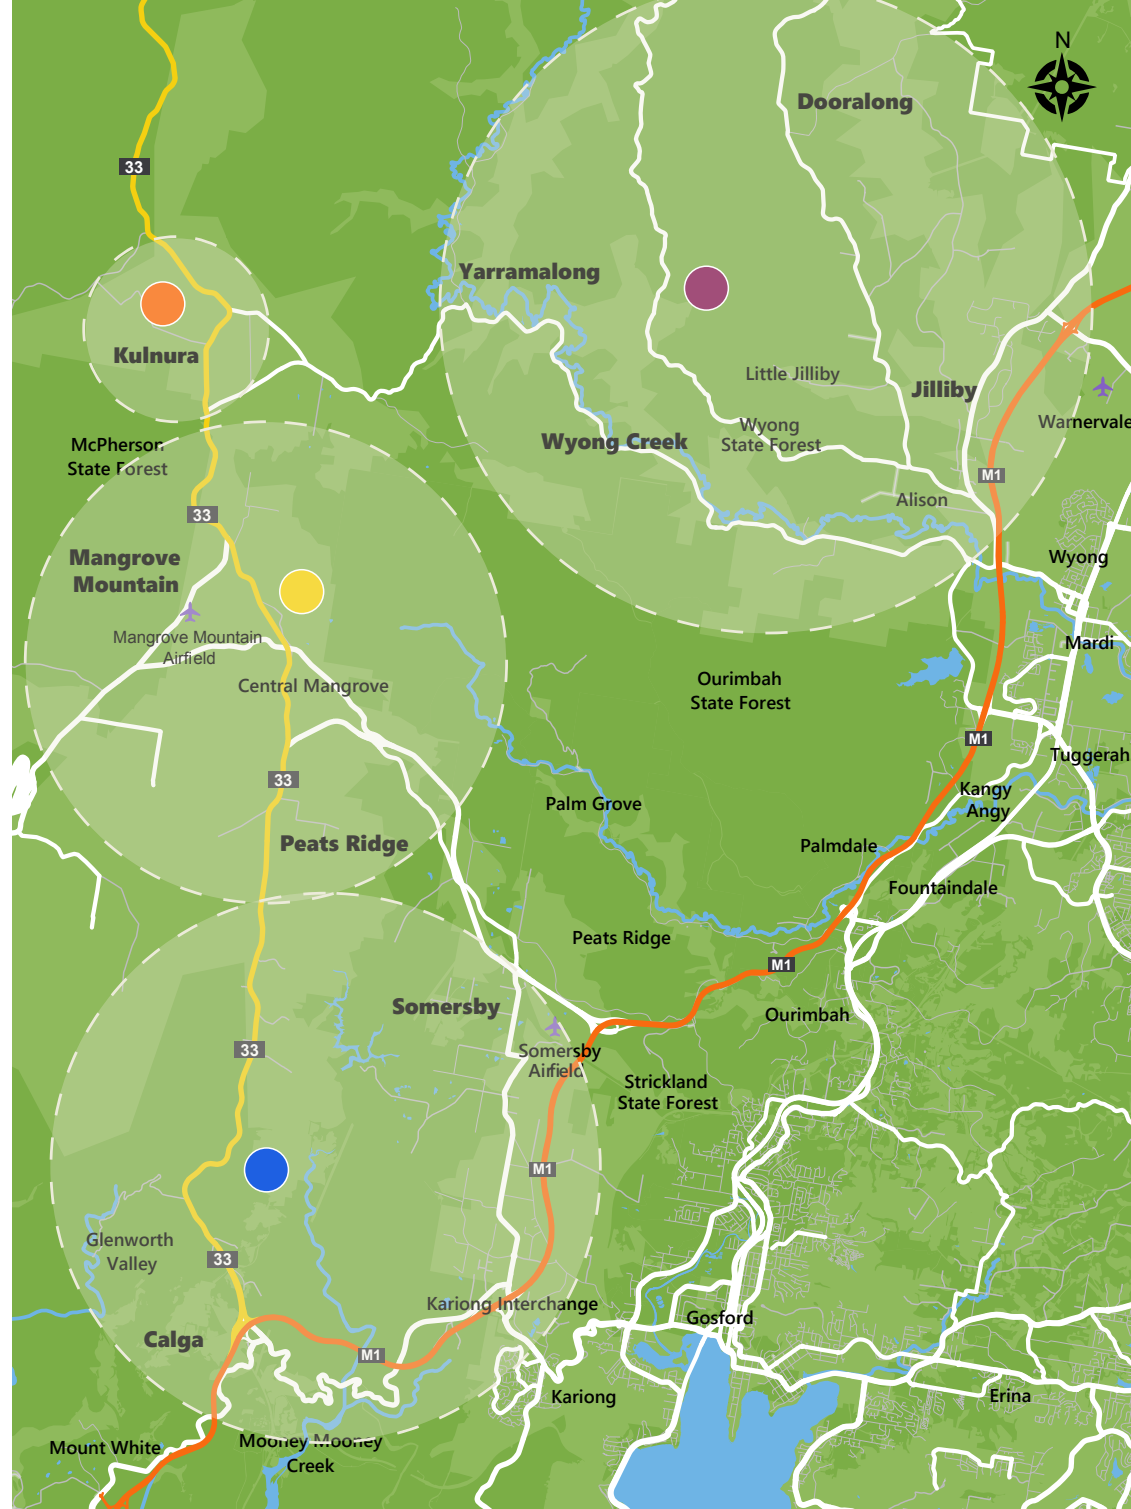 N
Dooralong
33
Yarramalong
Kulnura
Little Jilliby
Jilliby
Warnervale
Wyong
State Forest
Wyong Creek
McPherson
State Forest
M1
Alison
33
Mangrove
Mountain
Wyong
Mangrove Mountain
Airfield
Mardi
Central Mangrove
Ourimbah
State Forest
M1
Tuggerah
33
Kangy
Angy
Palm Grove
Peats Ridge
Palmdale
Fountaindale
Peats Ridge
M1
Somersby
Ourimbah
33
Somersby
Airfield
Strickland
State Forest
M1
Glenworth
Valley
33
Kariong Interchange
Gosford
Calga
M1
Kariong
Erina
Mount White
Mooney Mooney
Creek